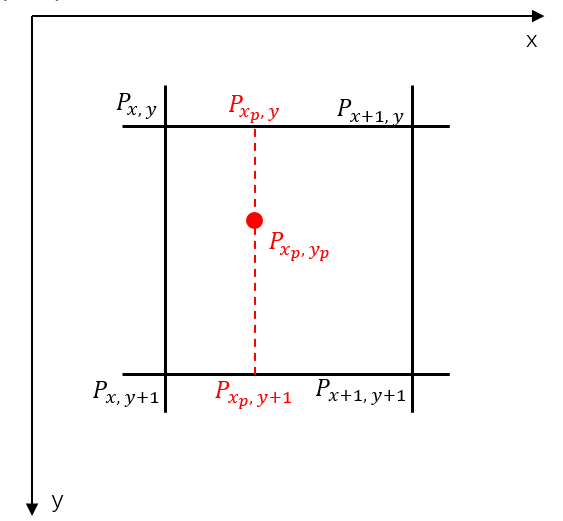 x
P_{x, y} P_{x_p, y} P_{x+1, y}
P_{x_p, y_p}
P_{x, y+1} P_{x_p, y+1} P_{x+1, y+1}
y